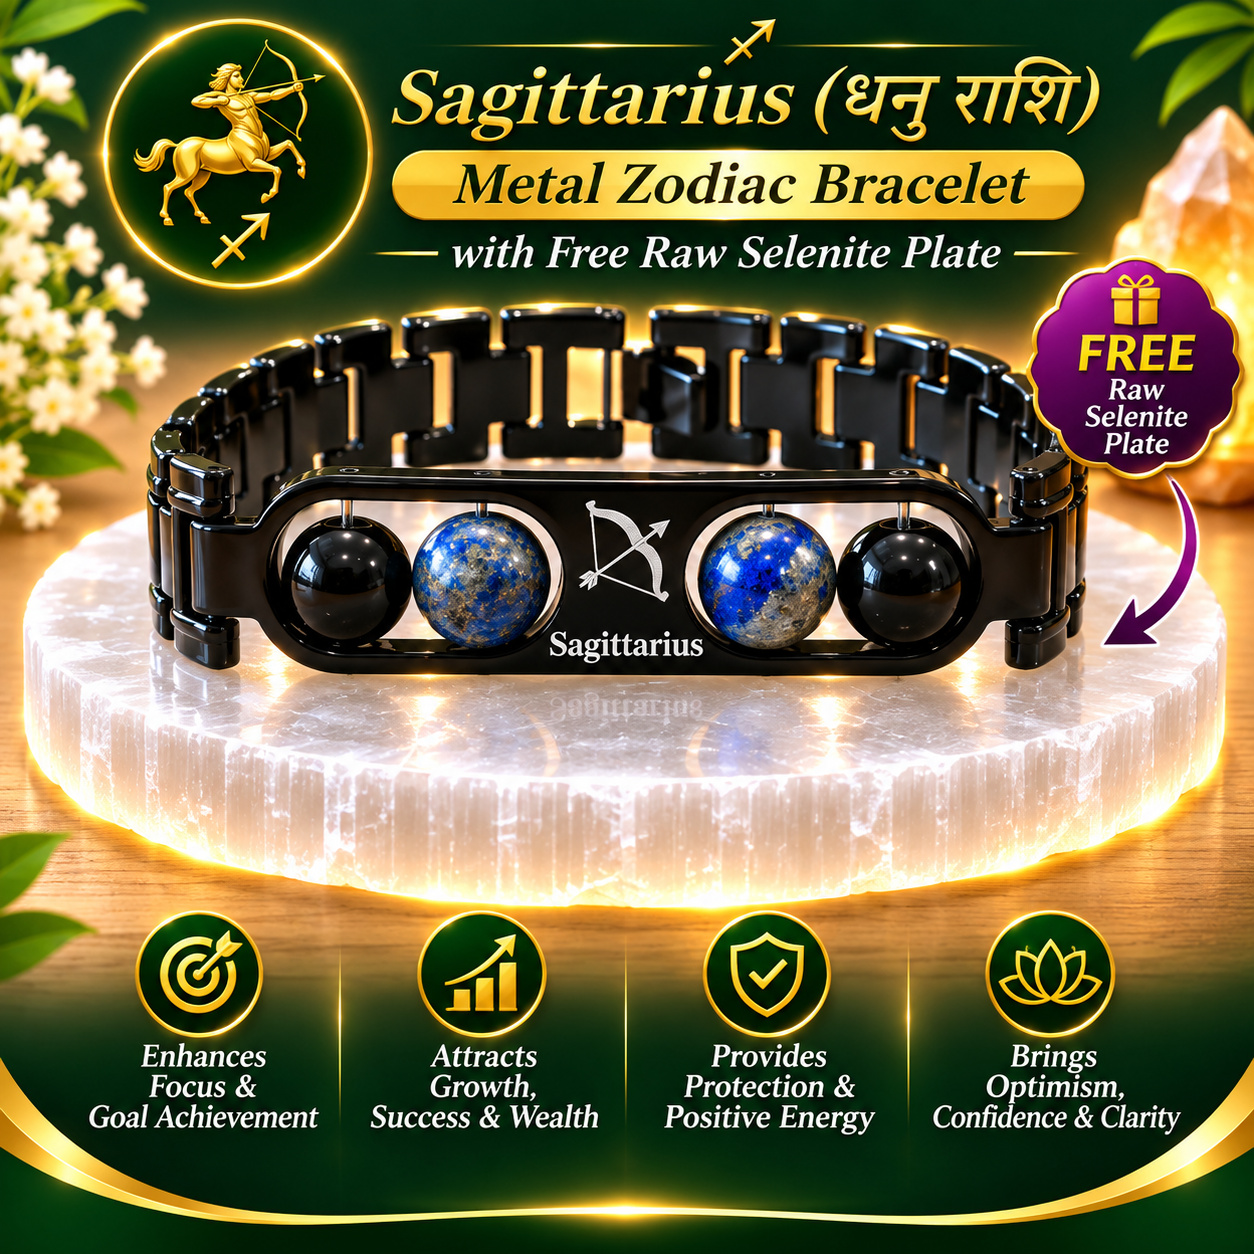 Sagittarius (धनु राशि)
Metal Zodiac Bracelet
with Free Raw Selenite Plate
FREE
Raw
Selenite
Plate
Sagittarius
Enhances
Focus &
Goal Achievement
Attracts
Growth,
Success & Wealth
Provides
Protection &
Positive Energy
Brings
Optimism,
Confidence & Clarity